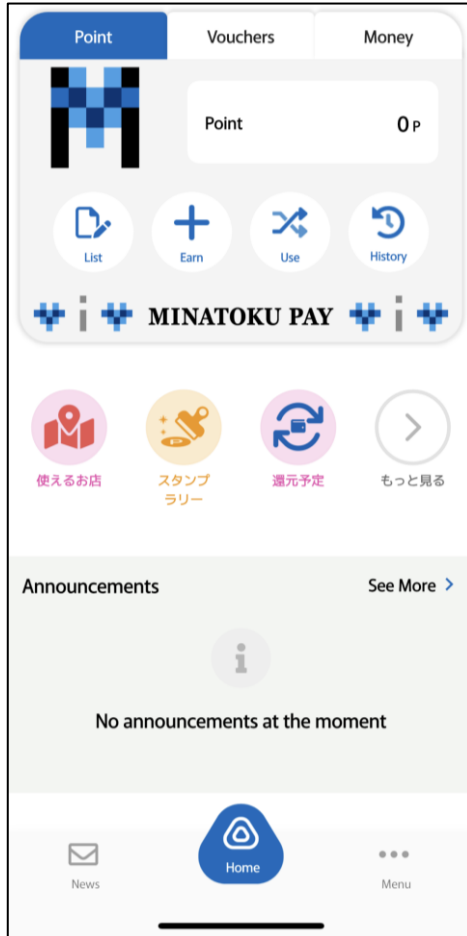 Point Vouchers Money
Point 0 P
List Earn Use History
MINATOKU PAY
使えるお店 スタンプ 還元予定 もっと見る
ラリー
Announcements See More
No announcements at the moment
News Home Menu